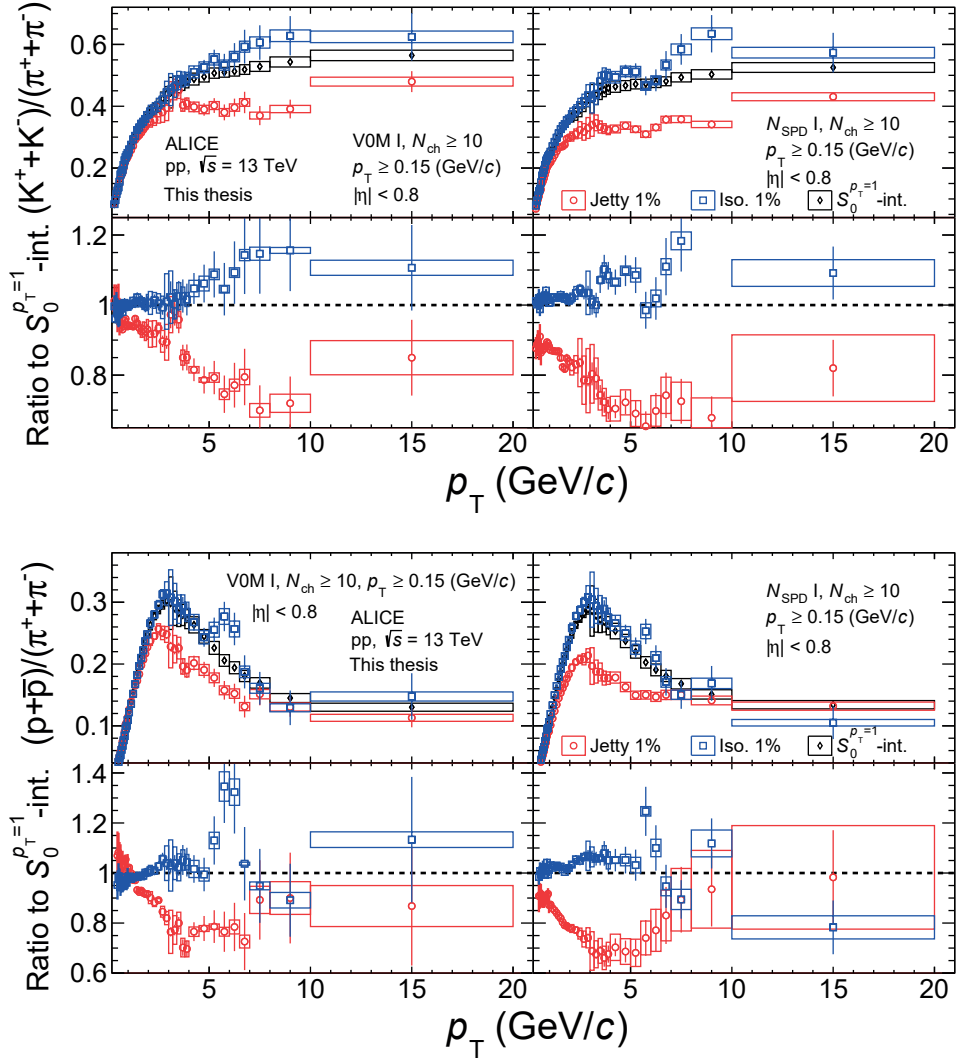 (K⁺+K⁻)/(π⁺+π⁻)
0.6
0.4
0.2
ALICE
pp, √s = 13 TeV
This thesis
V0M I, N_ch ≥ 10
p_T ≥ 0.15 (GeV/c)
|η| < 0.8
N_SPD I, N_ch ≥ 10
p_T ≥ 0.15 (GeV/c)
|η| < 0.8
Jetty 1%
Iso. 1%
S_0^{p_T=1}-int.
Ratio to S_0^{p_T=1}-int.
1.2
1
0.8
5 10 15 20
5 10 15 20
p_T (GeV/c)
(p+p̅)/(π⁺+π⁻)
0.3
0.2
0.1
V0M I, N_ch ≥ 10, p_T ≥ 0.15 (GeV/c)
|η| < 0.8
ALICE
pp, √s = 13 TeV
This thesis
N_SPD I, N_ch ≥ 10
p_T ≥ 0.15 (GeV/c)
|η| < 0.8
Jetty 1%
Iso. 1%
S_0^{p_T=1}-int.
Ratio to S_0^{p_T=1}-int.
1.4
1.2
1
0.8
0.6
5 10 15 20
5 10 15 20
p_T (GeV/c)